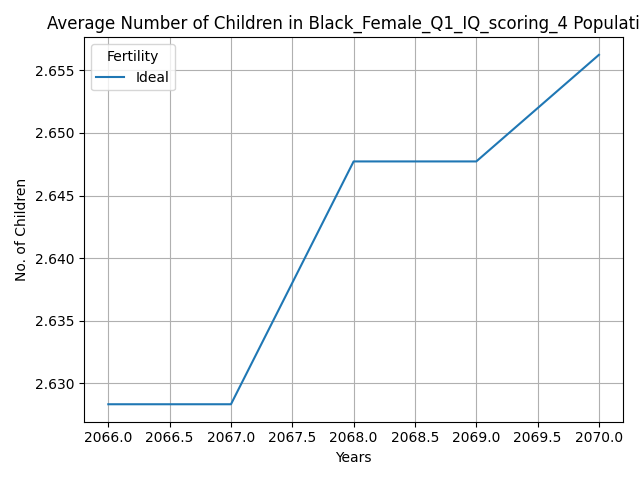 Average Number of Children in Black_Female_Q1_IQ_scoring_4 Populati
Fertility
Ideal
2.655
2.650
2.645
2.640
2.635
2.630
No. of Children
2066.0 2066.5 2067.0 2067.5 2068.0 2068.5 2069.0 2069.5 2070.0
Years